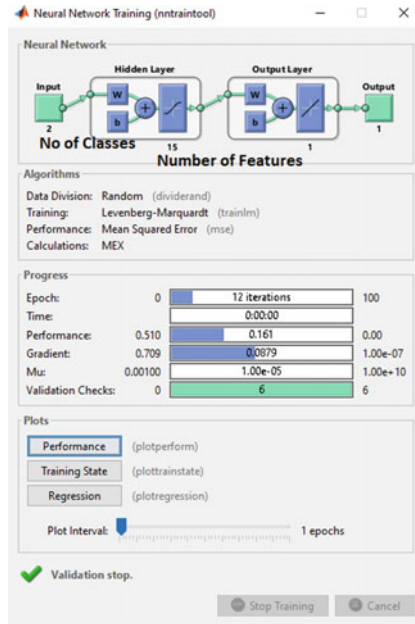 Neural Network Training (nntraintool)
Neural Network
Hidden Layer Output Layer
Input Output
W W
b b
2 15 1 1
No of Classes
Number of Features
Algorithms
Data Division: Random (dividerand)
Training: Levenberg-Marquardt (trainlm)
Performance: Mean Squared Error (mse)
Calculations: MEX
Progress
Epoch: 0 12 iterations 100
Time: 0:00:00
Performance: 0.510 0.161 0.00
Gradient: 0.709 0.0879 1.00e-07
Mu: 0.00100 1.00e-05 1.00e+10
Validation Checks: 0 6 6
Plots
Performance (plotperform)
Training State (plottrainstate)
Regression (plotregression)
Plot Interval: 1 epochs
Validation stop.
Stop Training Cancel